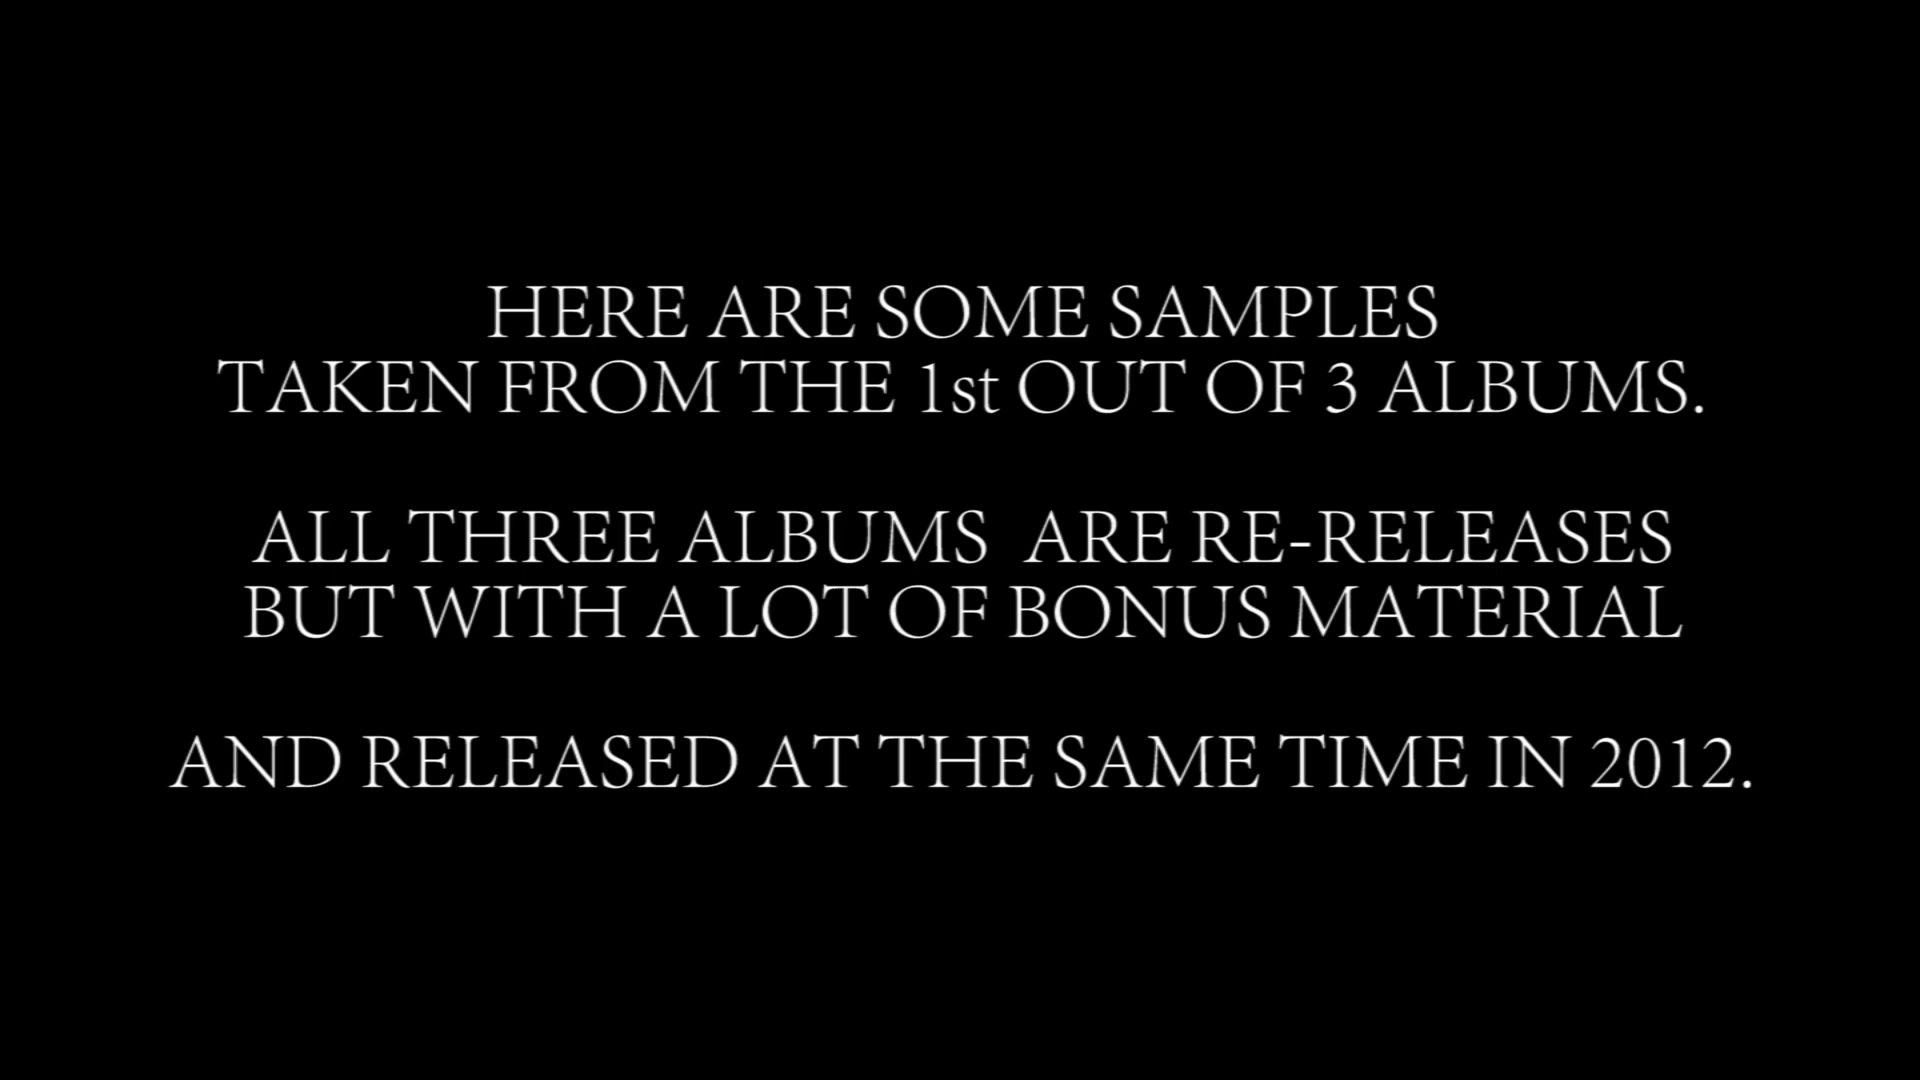 HERE ARE SOME SAMPLES
TAKEN FROM THE 1st OUT OF 3 ALBUMS.
ALL THREE ALBUMS  ARE RE-RELEASES
BUT WITH A LOT OF BONUS MATERIAL
AND RELEASED AT THE SAME TIME IN 2012.